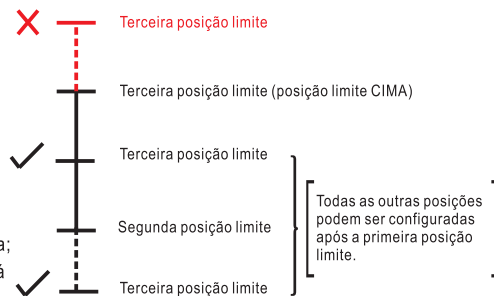 Terceira posição limite
Terceira posição limite (posição limite CIMA)
Terceira posição limite
Segunda posição limite
Terceira posição limite
Todas as outras posições
podem ser configuradas
após a primeira posição
limite.
a;
á